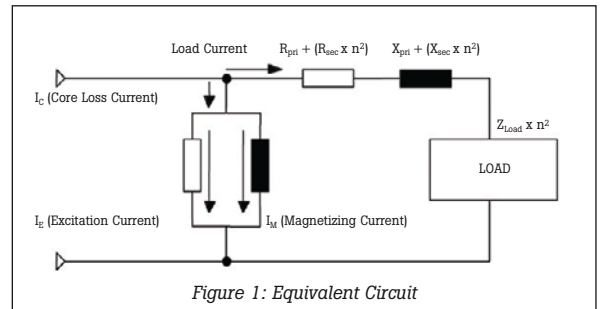 Load Current
R_pri + (R_sec x n²)
X_pri + (X_sec x n²)
I_C (Core Loss Current)
Z_Load x n²
LOAD
I_E (Excitation Current)
I_M (Magnetizing Current)
Figure 1: Equivalent Circuit